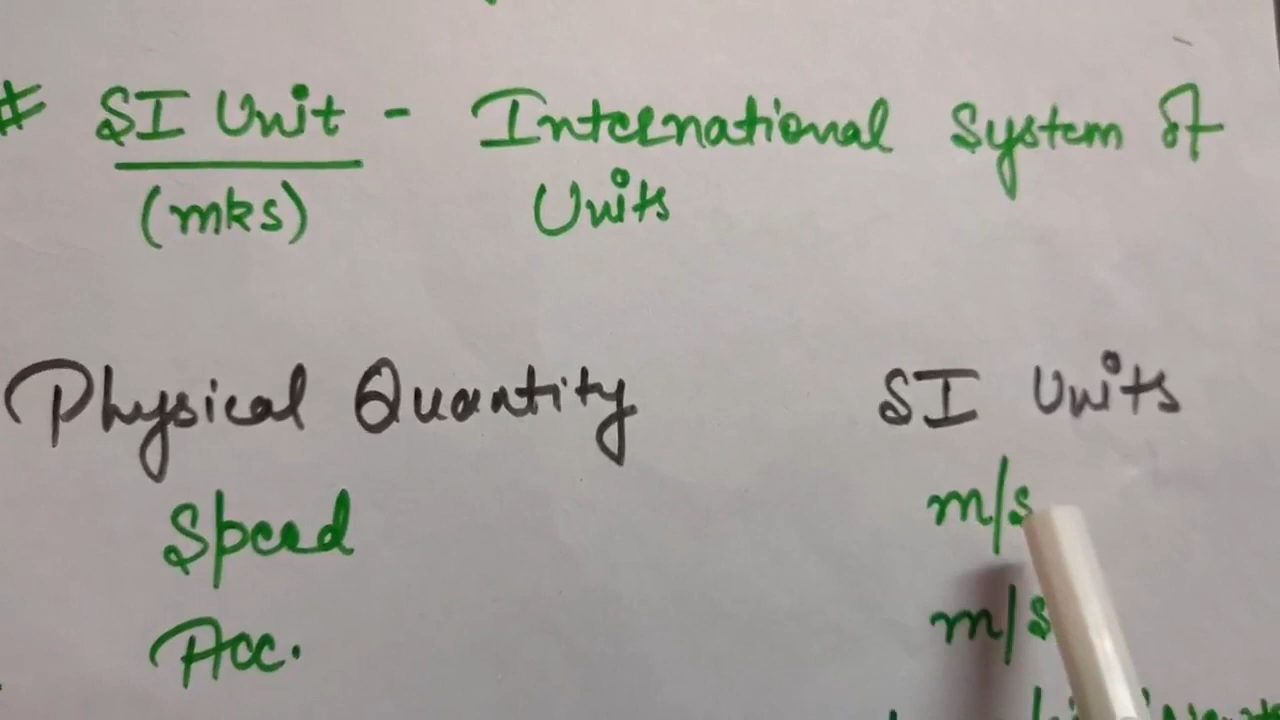 # SI Unit - International System of
(mks) Units
Physical Quantity SI Units
Speed m/s
Acc. m/s